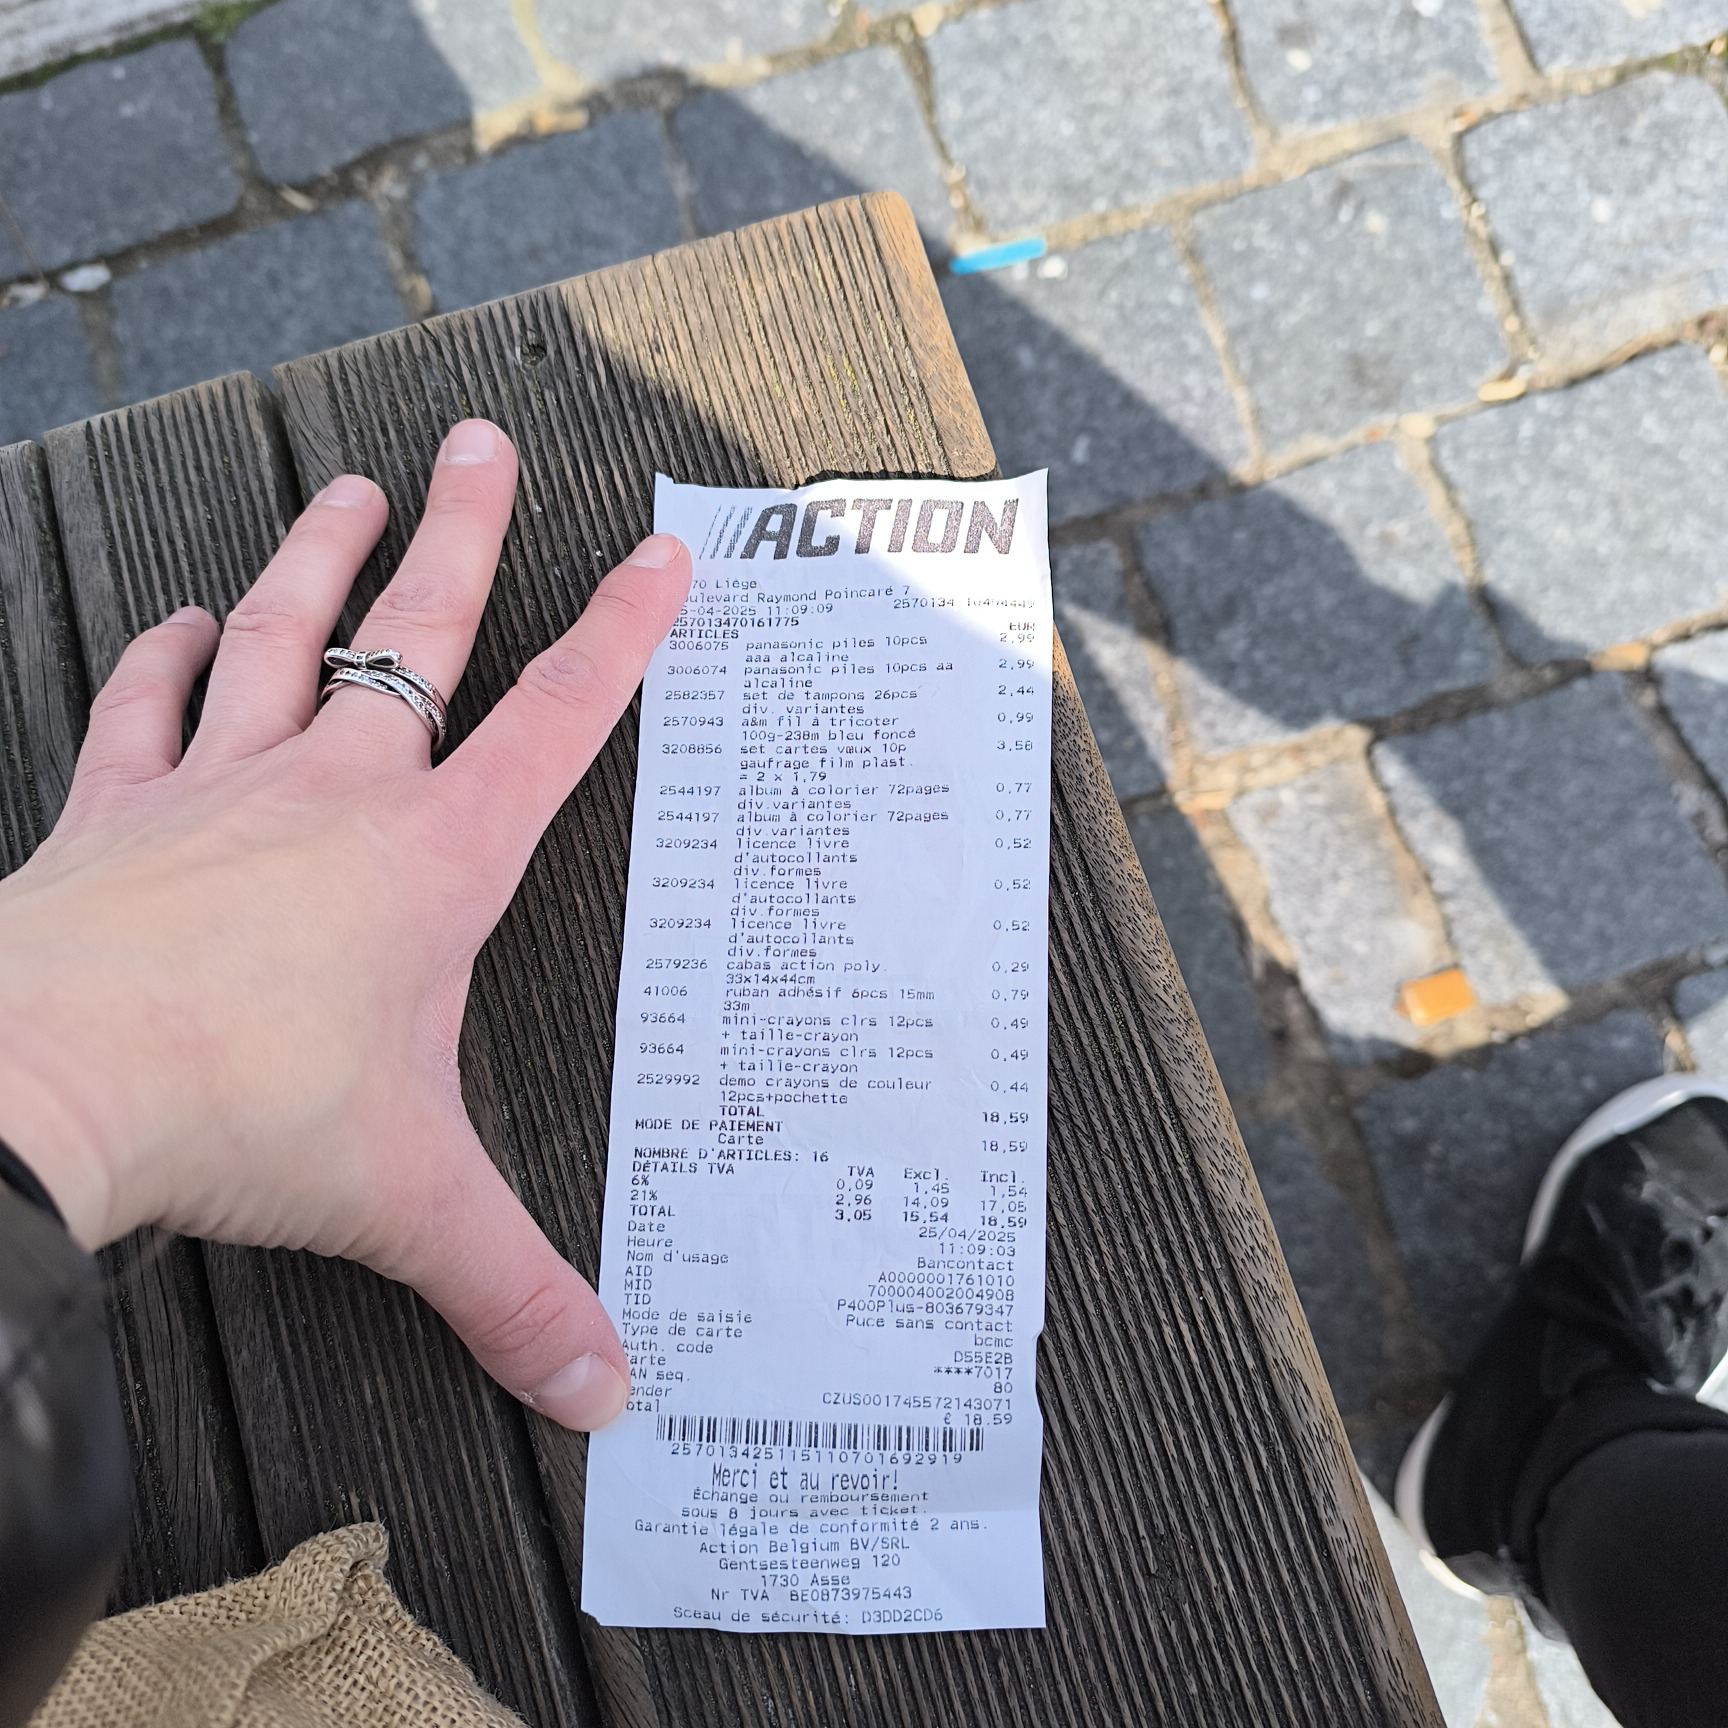 ACTION
70 Liège
ulevard Raymond Poincaré 7
5-04-2025 11:09:09 2570134
257013470161775 EUR
ARTICLES
3006075 panasonic piles 10pcs 2,99
aaa alcaline
3006074 panasonic piles 10pcs aa 2,99
alcaline
2582357 set de tampons 26pcs 2,44
div. variantes
2570943 a&m fil à tricoter 0,99
100g-238m bleu foncé
3208856 set cartes vœux 10p 3,58
gaufrage film plast.
= 2 x 1,79
2544197 album à colorier 72pages 0,77
div.variantes
2544197 album à colorier 72pages 0,77
div.variantes
3209234 licence livre 0,52
d'autocollants
div.formes
3209234 licence livre 0,52
d'autocollants
div.formes
3209234 licence livre 0,52
d'autocollants
div.formes
2579236 cabas action poly. 0,29
33x14x44cm
41006 ruban adhésif 6pcs 15mm 0,79
33m
93664 mini-crayons clrs 12pcs 0,49
+ taille-crayon
93664 mini-crayons clrs 12pcs 0,49
+ taille-crayon
2529992 demo crayons de couleur 0,44
12pcs+pochette
TOTAL 18,59
MODE DE PAIEMENT
Carte 18,59
NOMBRE D'ARTICLES: 16
DÉTAILS TVA TVA Excl. Incl.
6% 0,09 1,45 1,54
21% 2,96 14,09 17,05
TOTAL 3,05 15,54 18,59
Date 25/04/2025
Heure 11:09:03
Nom d'usage Bancontact
AID A0000001761010
MID 700004002004908
TID P400Plus-803679347
Mode de saisie Puce sans contact
Type de carte bcmc
Auth. code D55E2B
arte ****7017
AN seq. 80
ender CZUS001745572143071
otal € 18.59
257013425115110701692919
Merci et au revoir!
Échange ou remboursement
sous 8 jours avec ticket.
Garantie légale de conformité 2 ans.
Action Belgium BV/SRL
Gentsesteenweg 120
1730 Asse
Nr TVA BE0873975443
Sceau de sécurité: D3DD2CD6